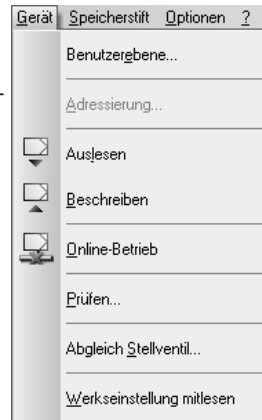 Gerät Speicherstift Optionen ?
Benutzerebene...
Adressierung...
Auslesen
Beschreiben
Online-Betrieb
Prüfen...
Abgleich Stellventil...
Werkseinstellung mitlesen